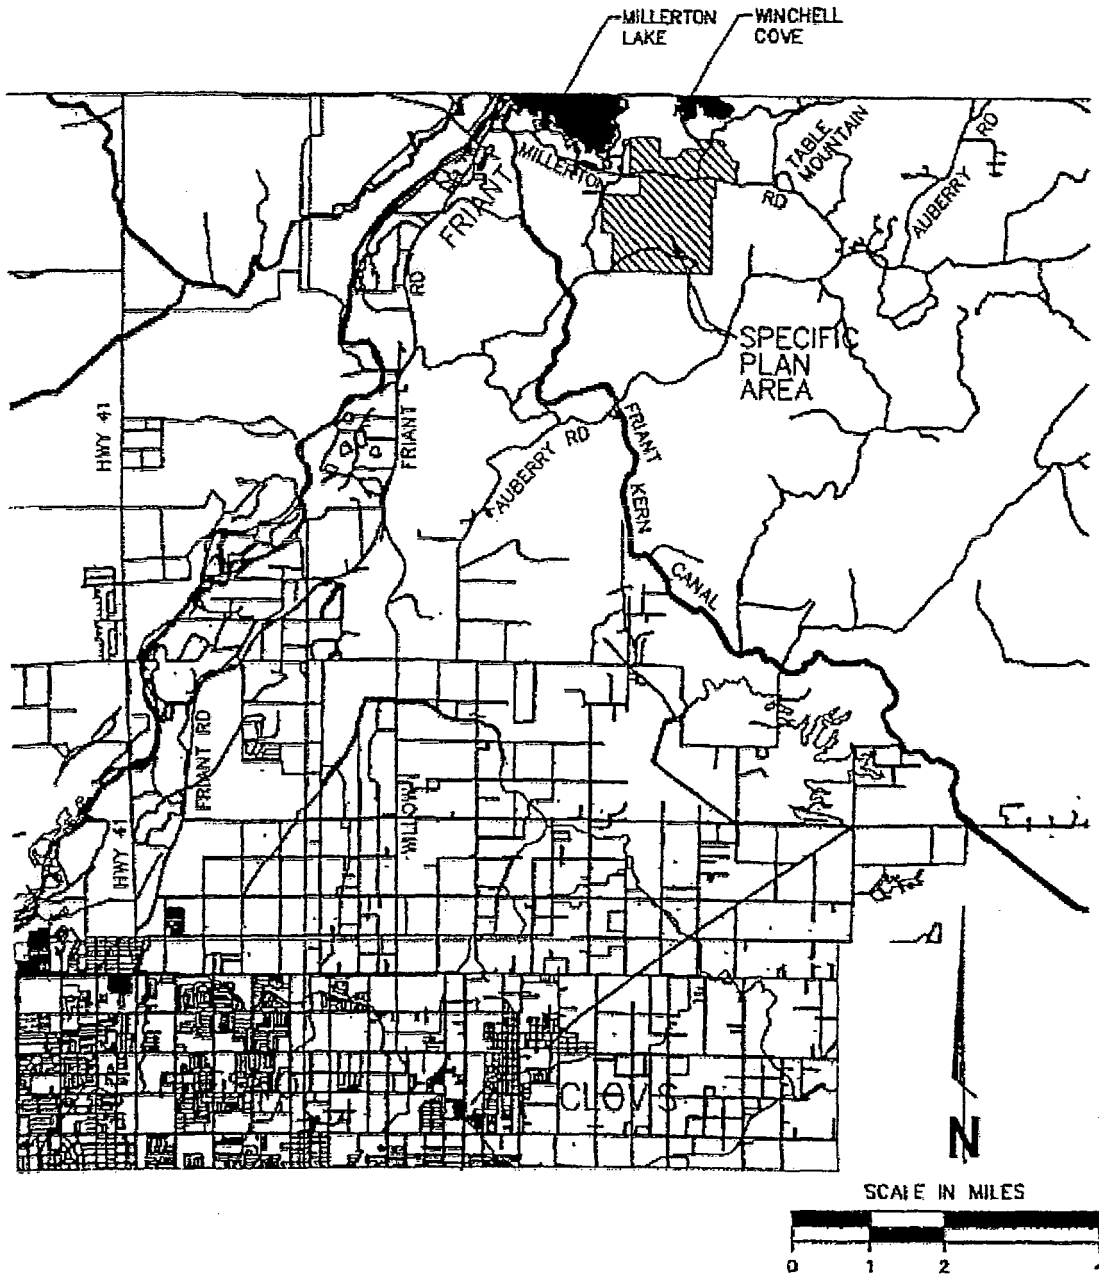 MILLERTON
LAKE
WINCHELL
COVE
MILLERTON
RD
TABLE
MOUNTAIN
AUBERRY
RD
FRIANT
RD
SPECIFIC
PLAN
AREA
HWY 41
FRIANT
AUBERRY RD
FRIANT
KERN
CANAL
FRIANT RD
WILLOW
HWY 41
CLOVIS
N
SCALE IN MILES
0 1 2 4